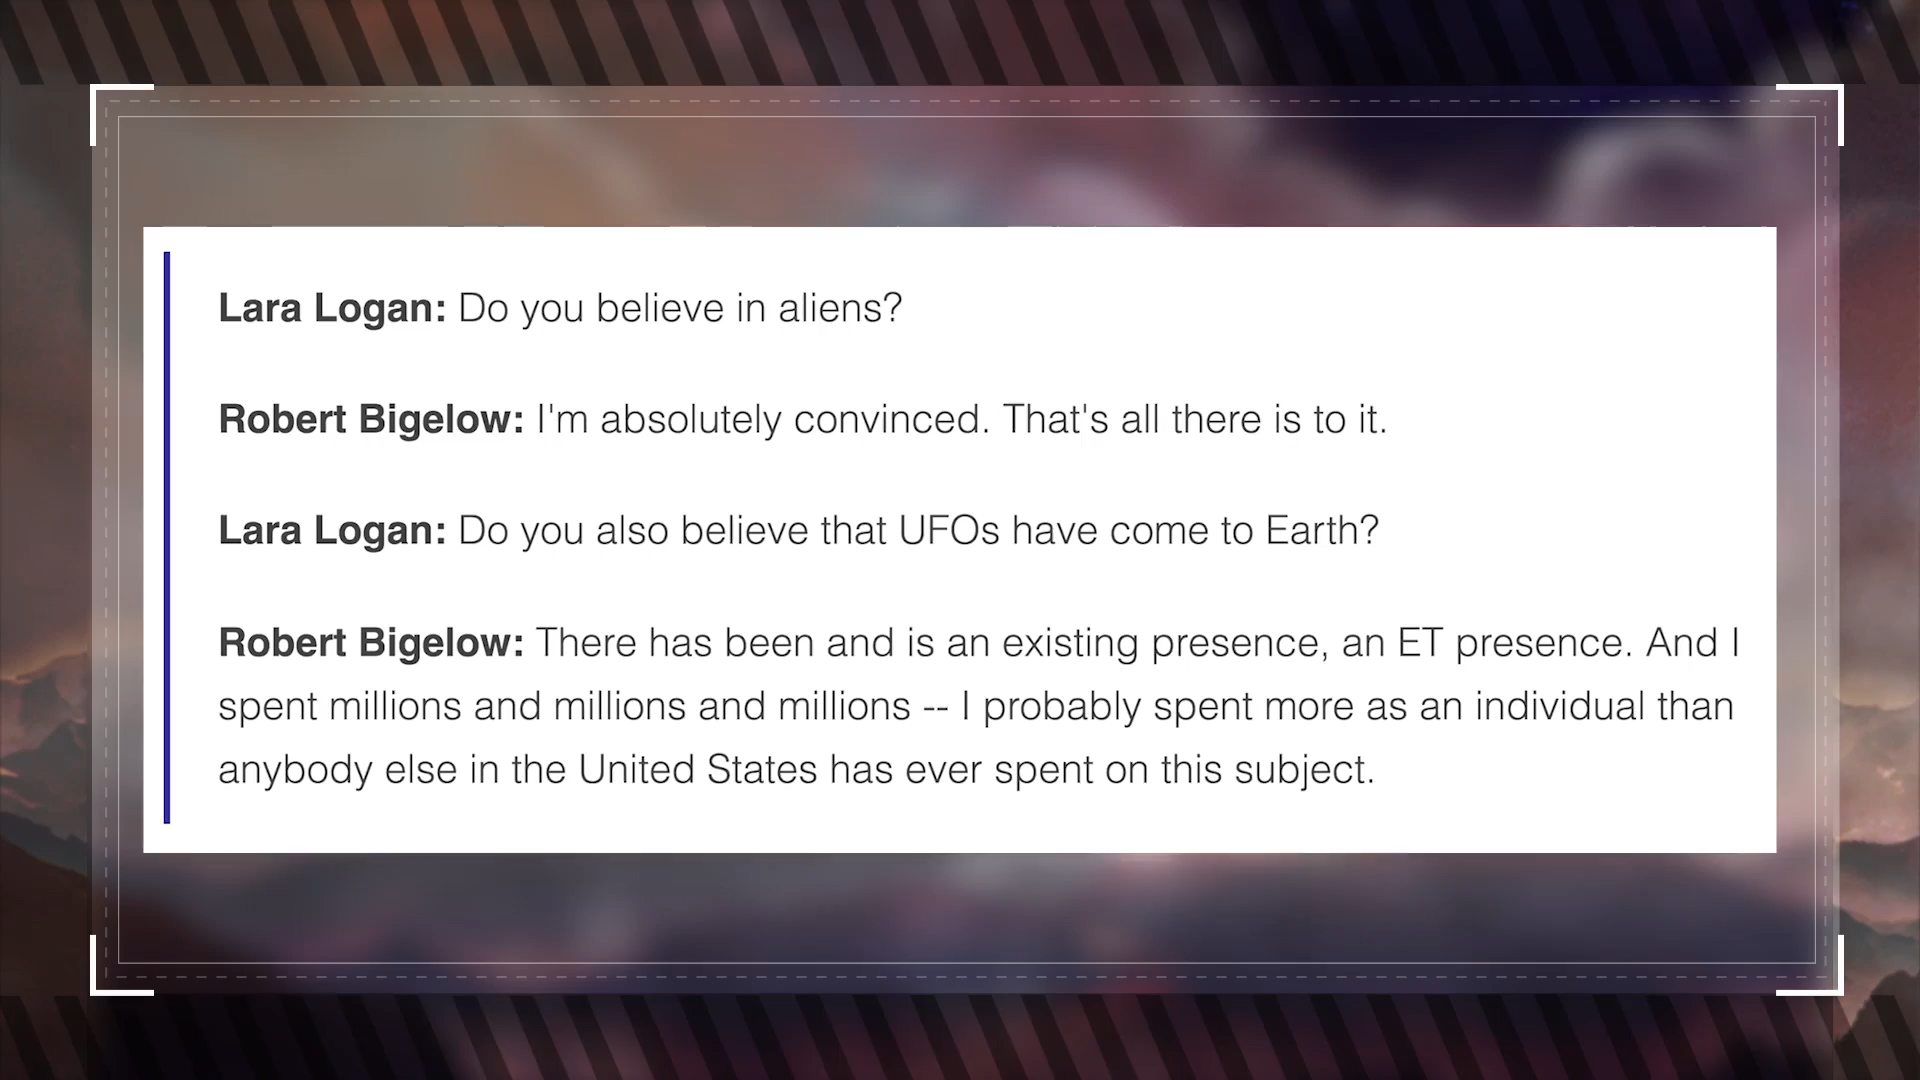 Lara Logan: Do you believe in aliens?
Robert Bigelow: I'm absolutely convinced. That's all there is to it.
Lara Logan: Do you also believe that UFOs have come to Earth?
Robert Bigelow: There has been and is an existing presence, an ET presence. And I
spent millions and millions and millions -- I probably spent more as an individual than
anybody else in the United States has ever spent on this subject.